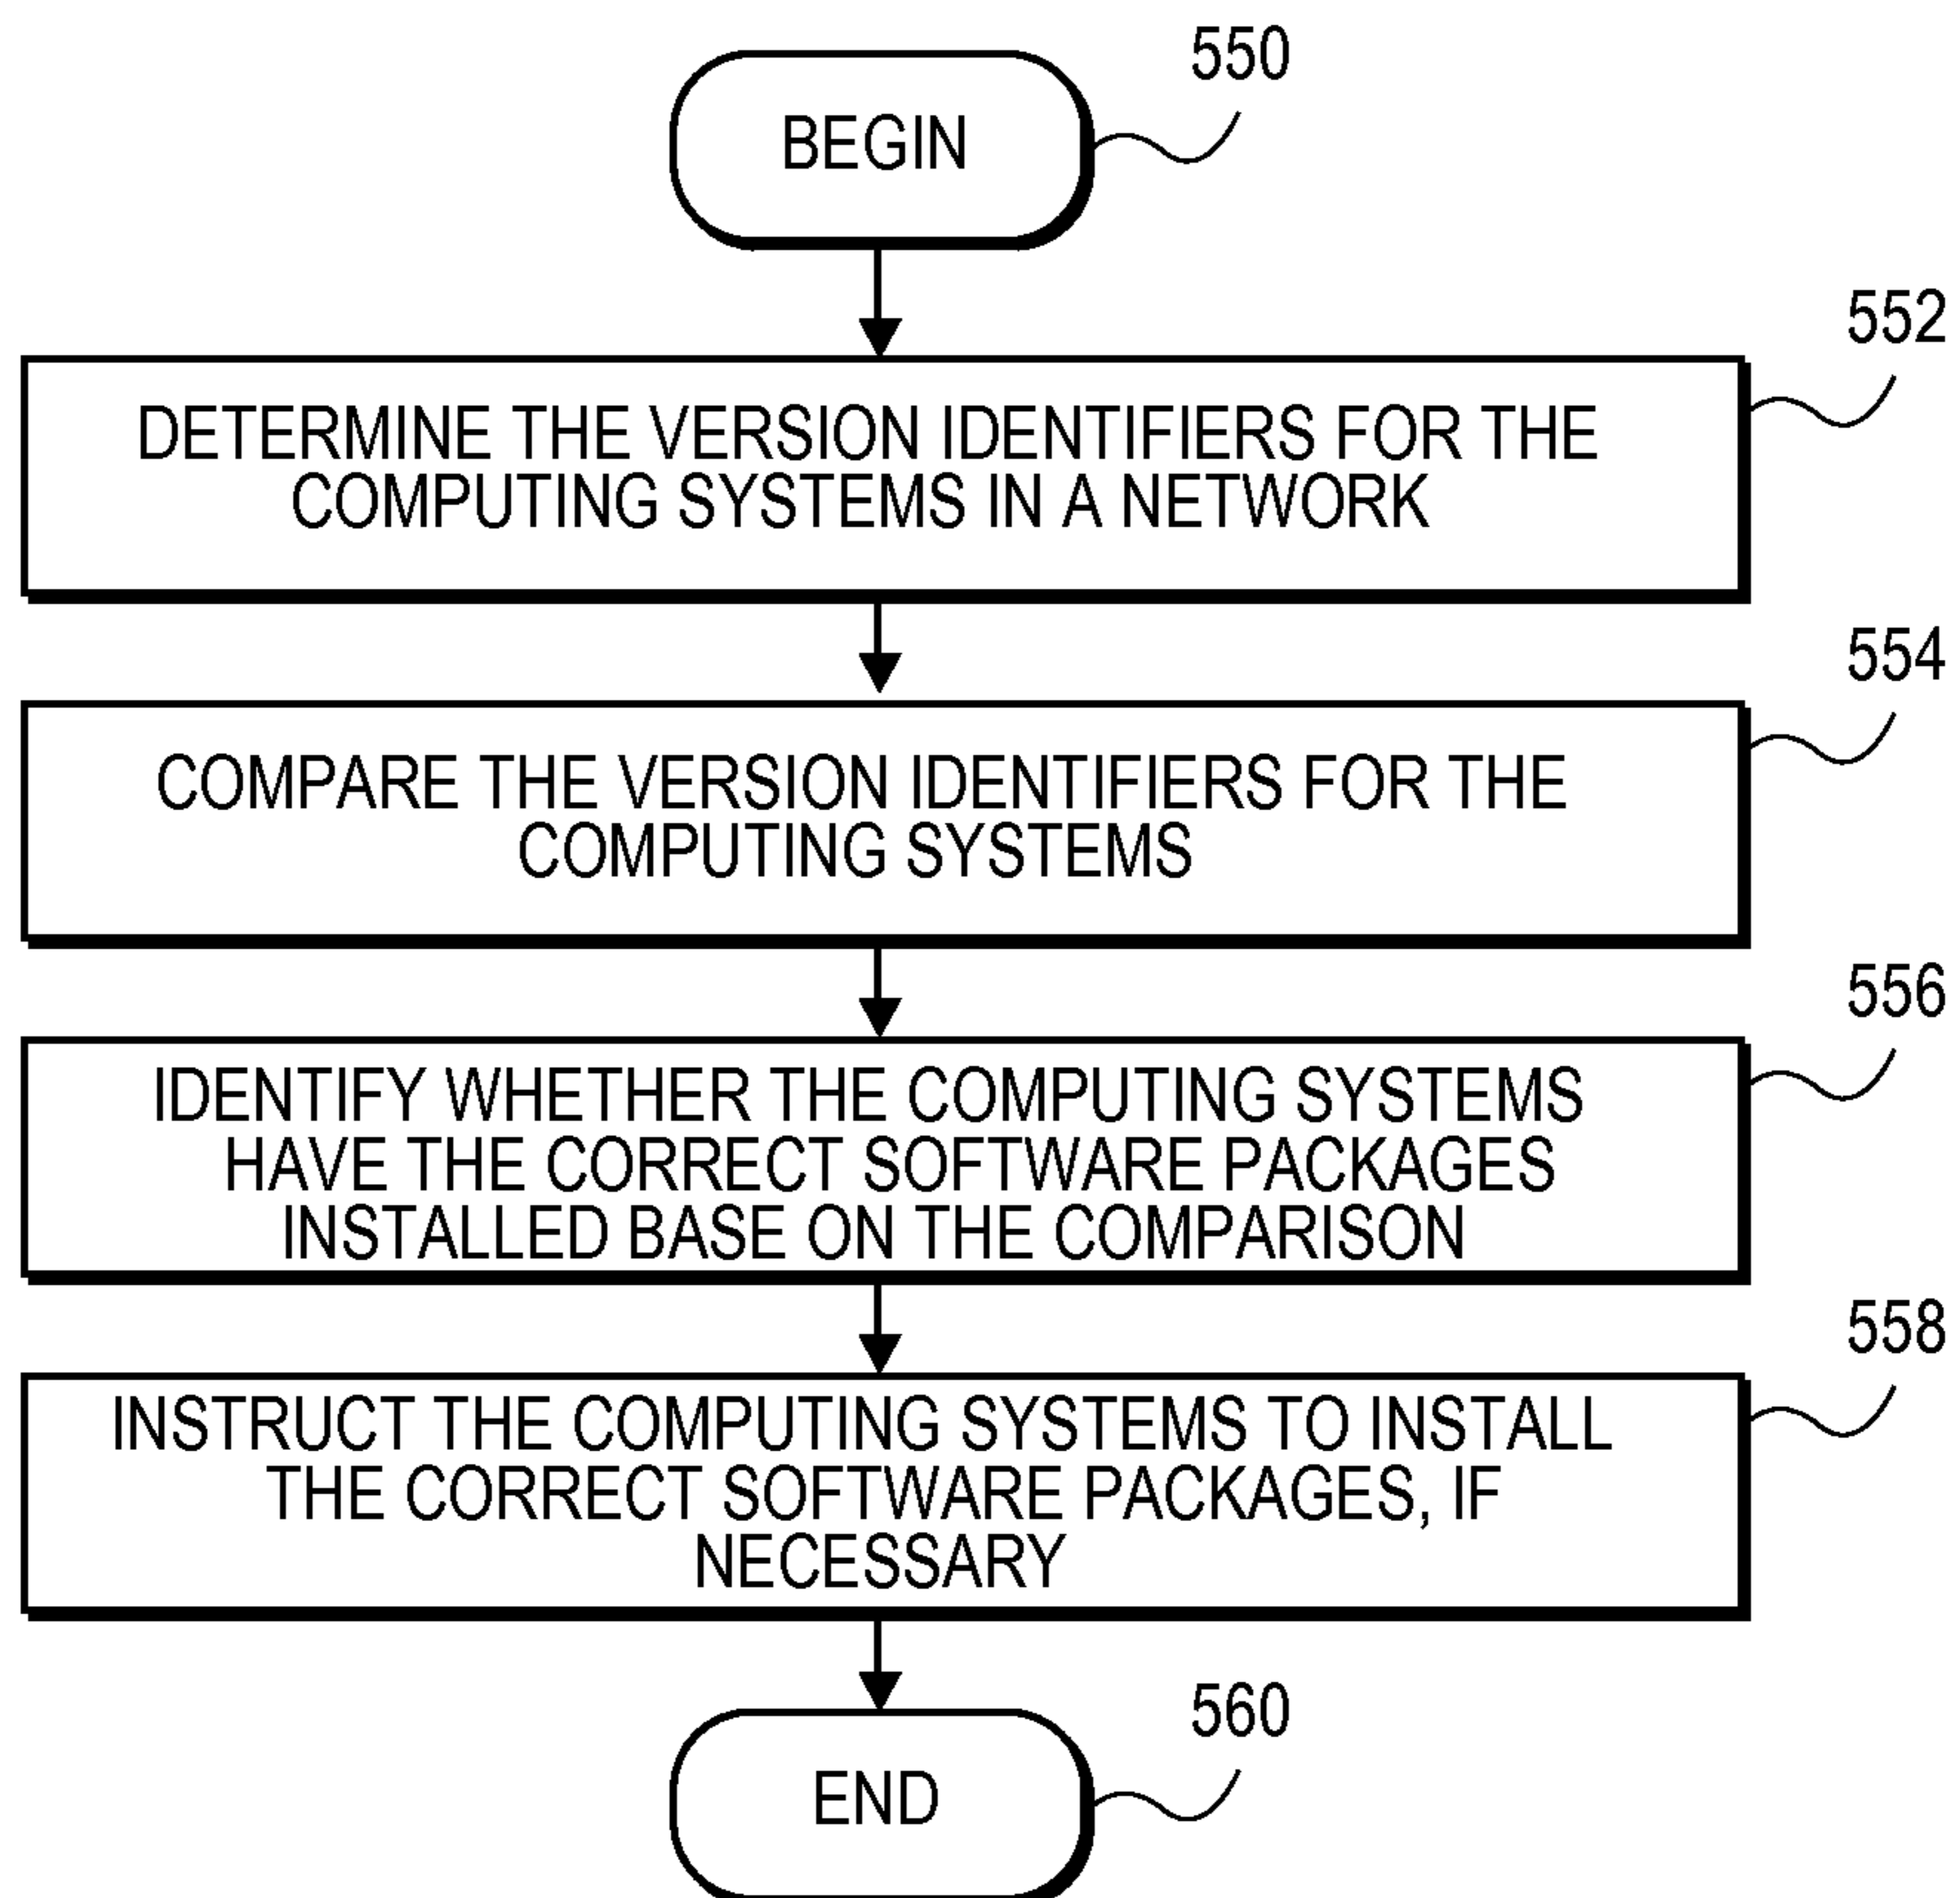 550
BEGIN
552
DETERMINE THE VERSION IDENTIFIERS FOR THE
COMPUTING SYSTEMS IN A NETWORK
554
COMPARE THE VERSION IDENTIFIERS FOR THE
COMPUTING SYSTEMS
556
IDENTIFY WHETHER THE COMPUTING SYSTEMS
HAVE THE CORRECT SOFTWARE PACKAGES
INSTALLED BASE ON THE COMPARISON
558
INSTRUCT THE COMPUTING SYSTEMS TO INSTALL
THE CORRECT SOFTWARE PACKAGES, IF
NECESSARY
560
END